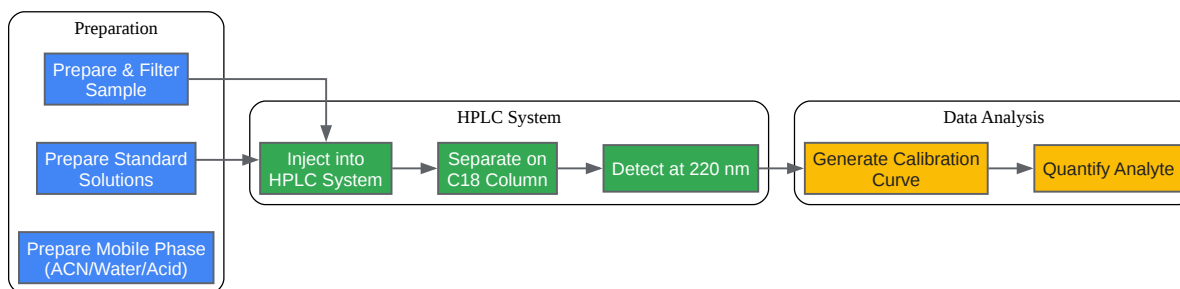 Preparation
Prepare & Filter
Sample
Prepare Standard
Solutions
Prepare Mobile Phase
(ACN/Water/Acid)
HPLC System
Inject into
HPLC System
Separate on
C18 Column
Detect at 220 nm
Data Analysis
Generate Calibration
Curve
Quantify Analyte